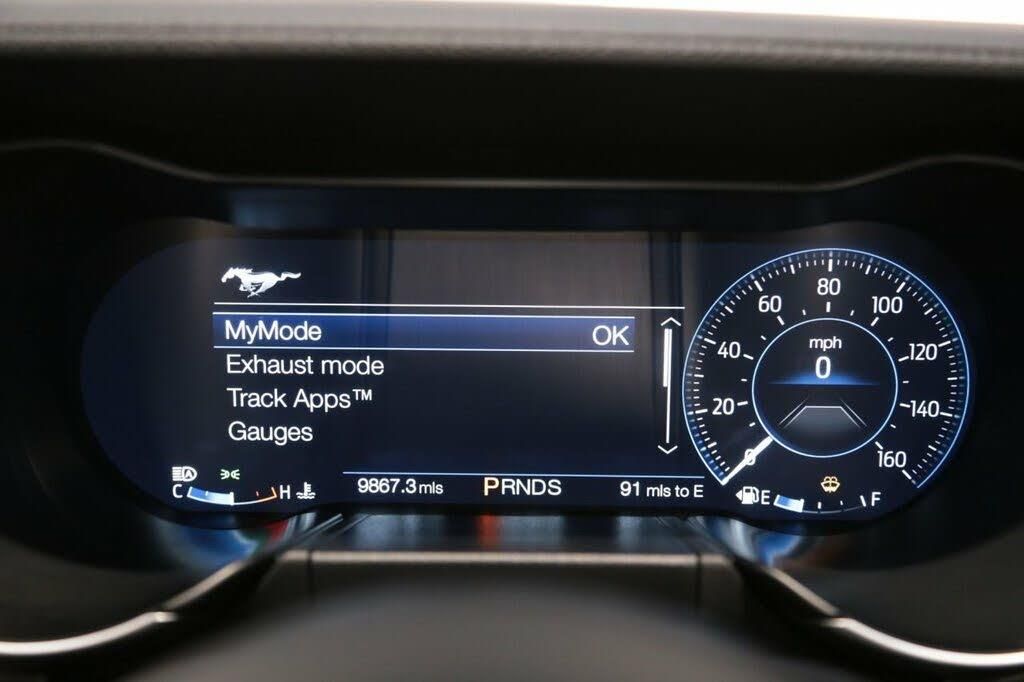 MyMode OK
Exhaust mode
Track Apps™
Gauges
C H
9867.3 mls
PRNDS
91 mls to E
0 20 40 60 80 100 120 140 160
mph
0
E F